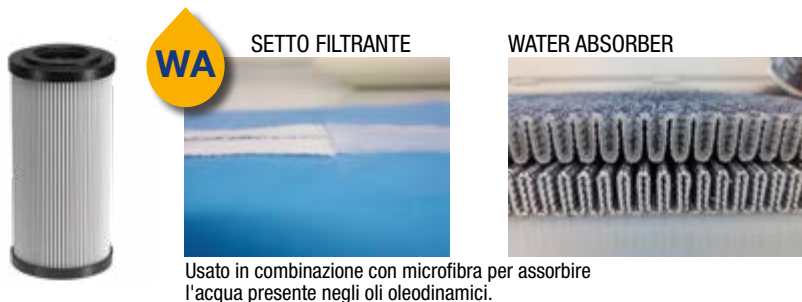 WA
SETTO FILTRANTE
WATER ABSORBER
Usato in combinazione con microfibra per assorbire
l'acqua presente negli oli oleodinamici.